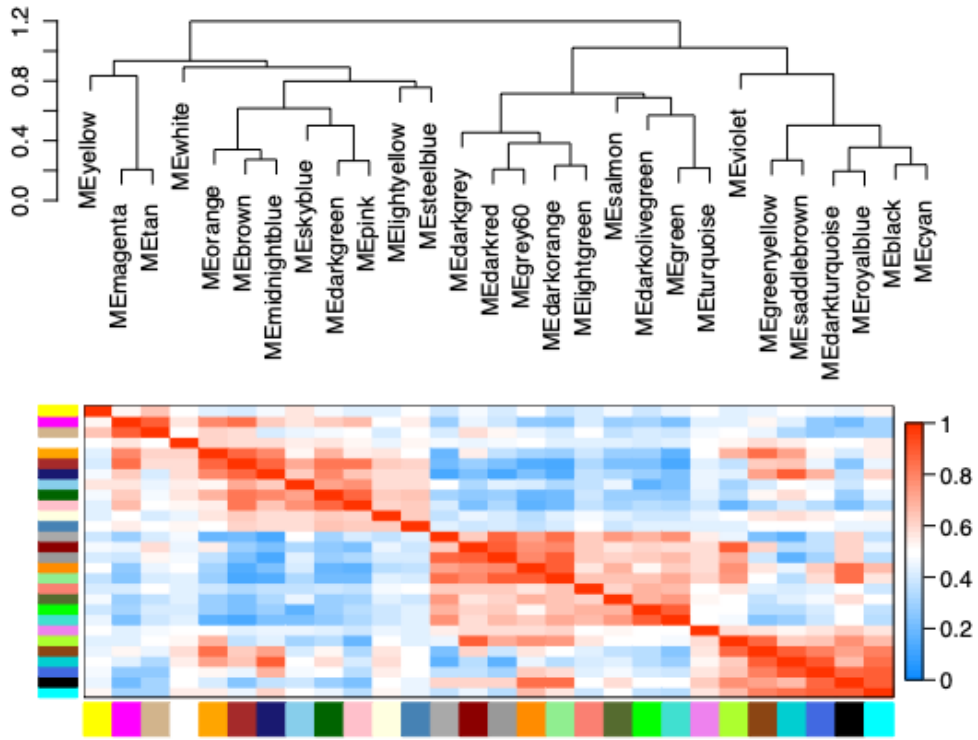 1.2
0.8
0.4
0.0
MEyellow
MEmagenta
MEtan
MEwhite
MEorange
MEbrown
MEmidnightblue
MEskyblue
MEdarkgreen
MEpink
MElightyellow
MEsteelblue
MEdarkgrey
MEdarkred
MEgrey60
MEdarkorange
MElightgreen
MEsalmon
MEdarkolivegreen
MEgreen
MEturquoise
MEviolet
MEgreenyellow
MEsaddlebrown
MEdarkturquoise
MEroyalblue
MEblack
MEcyan
1
0.8
0.6
0.4
0.2
0